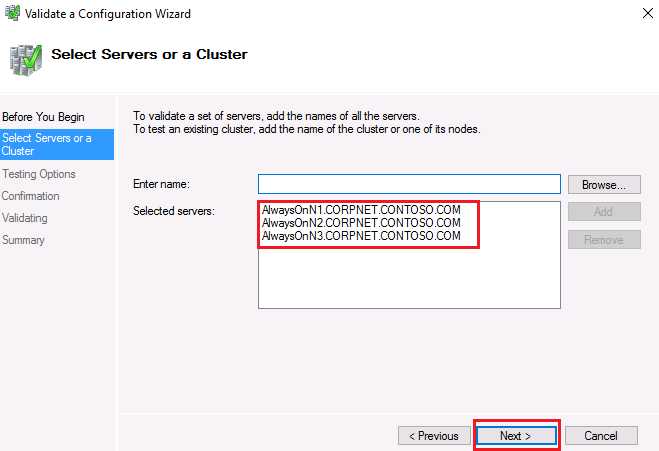 Validate a Configuration Wizard
Select Servers or a Cluster
Before You Begin
Select Servers or a
Cluster
Testing Options
Confirmation
Validating
Summary
To validate a set of servers, add the names of all the servers.
To test an existing cluster, add the name of the cluster or one of its nodes.
Enter name:
Browse...
Selected servers:
AlwaysOnN1.CORPNET.CONTOSO.COM
AlwaysOnN2.CORPNET.CONTOSO.COM
AlwaysOnN3.CORPNET.CONTOSO.COM
Add
Remove
< Previous
Next >
Cancel